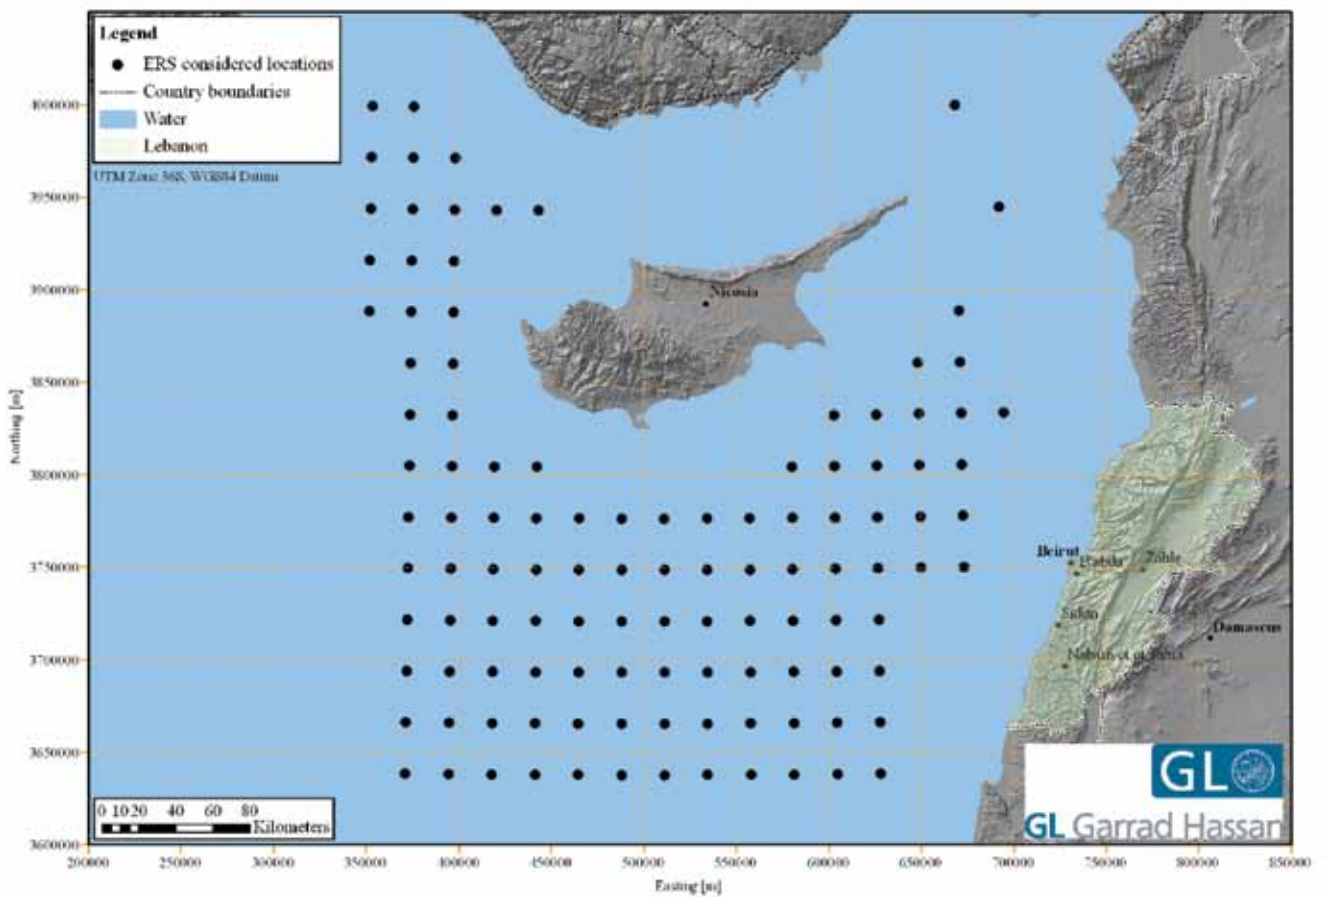 Legend
ERS considered locations
Country boundaries
Water
Lebanon
UTM Zone 36S, WGS84 Datum
4000000
3950000
3900000
3850000
3800000
3750000
3700000
3650000
3600000
Northing [m]
Nicosia
Beirut
Zahle
Sidon
Damascus
0 10 20 40 60 80
Kilometers
GL
GL Garrad Hassan
200000 250000 300000 350000 400000 450000 500000 550000 600000 650000 700000 750000 800000 850000
Easting [m]